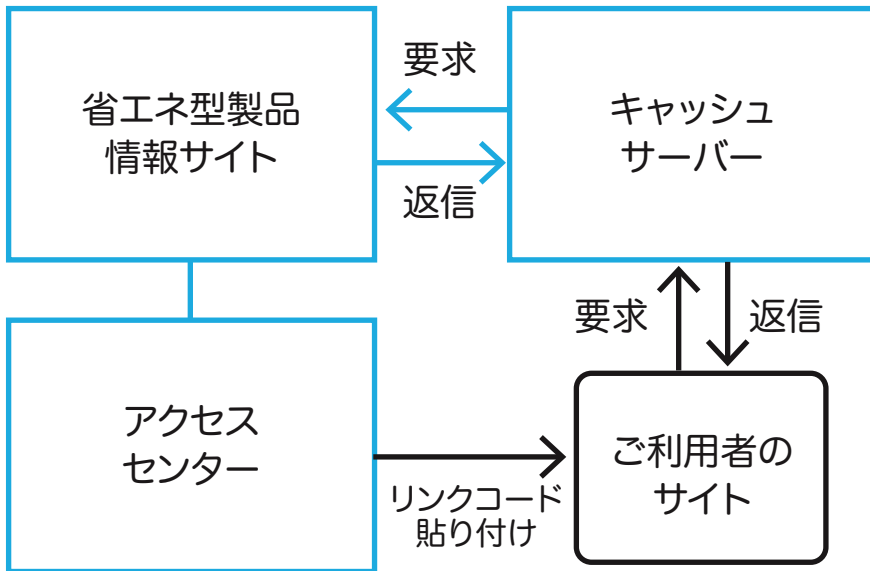 省エネ型製品
情報サイト
要求
返信
キャッシュ
サーバー
要求
返信
アクセス
センター
リンクコード
貼り付け
ご利用者の
サイト